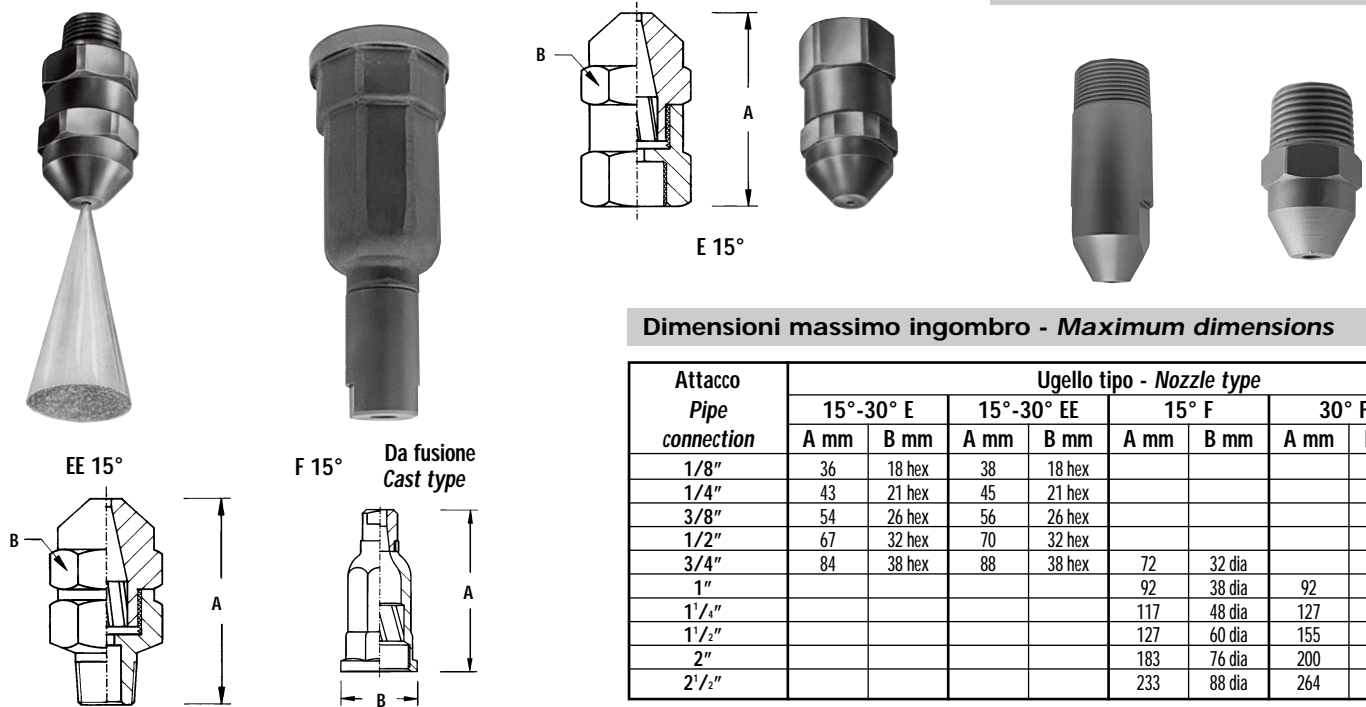 B
A
E 15°
Dimensioni massimo ingombro - Maximum dimensions
Attacco Pipe connection
Ugello tipo - Nozzle type
15°-30° E 15°-30° EE 15° F 30° F
A mm B mm A mm B mm A mm B mm A mm
1/8" 36 18 hex 38 18 hex
1/4" 43 21 hex 45 21 hex
3/8" 54 26 hex 56 26 hex
1/2" 67 32 hex 70 32 hex
3/4" 84 38 hex 88 38 hex 72 32 dia
1" 92 38 dia 92
1¹/₄" 117 48 dia 127
1¹/₂" 127 60 dia 155
2" 183 76 dia 200
2¹/₂" 233 88 dia 264
EE 15°
F 15°
Da fusione
Cast type
B
A
A
B